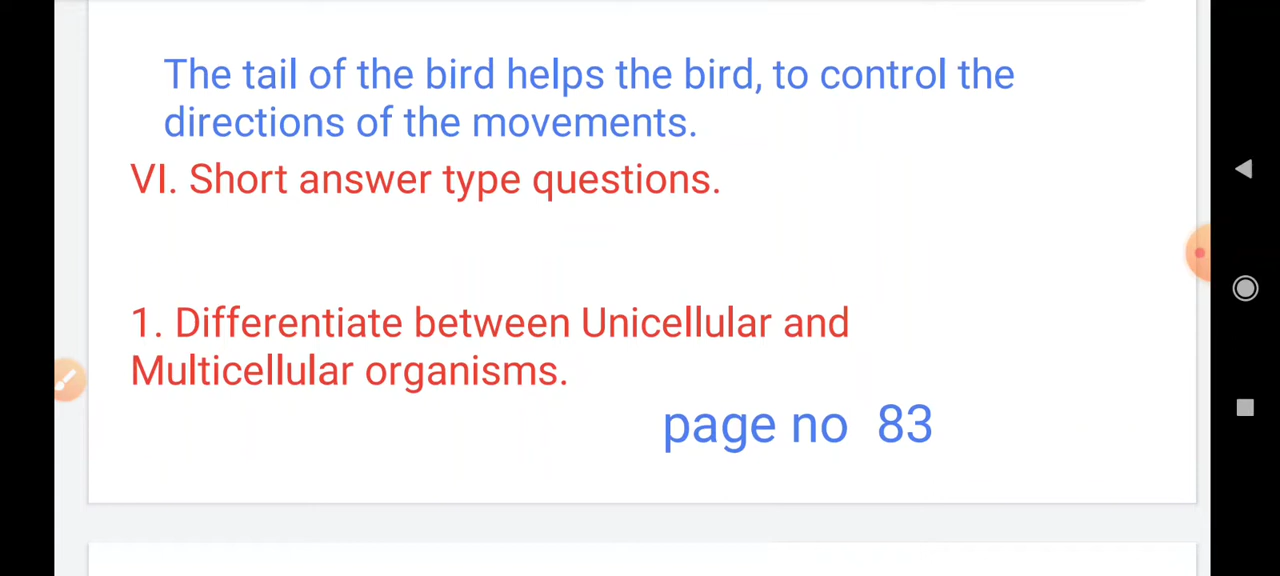 The tail of the bird helps the bird, to control the
directions of the movements.
VI. Short answer type questions.
1. Differentiate between Unicellular and
Multicellular organisms.
page no 83